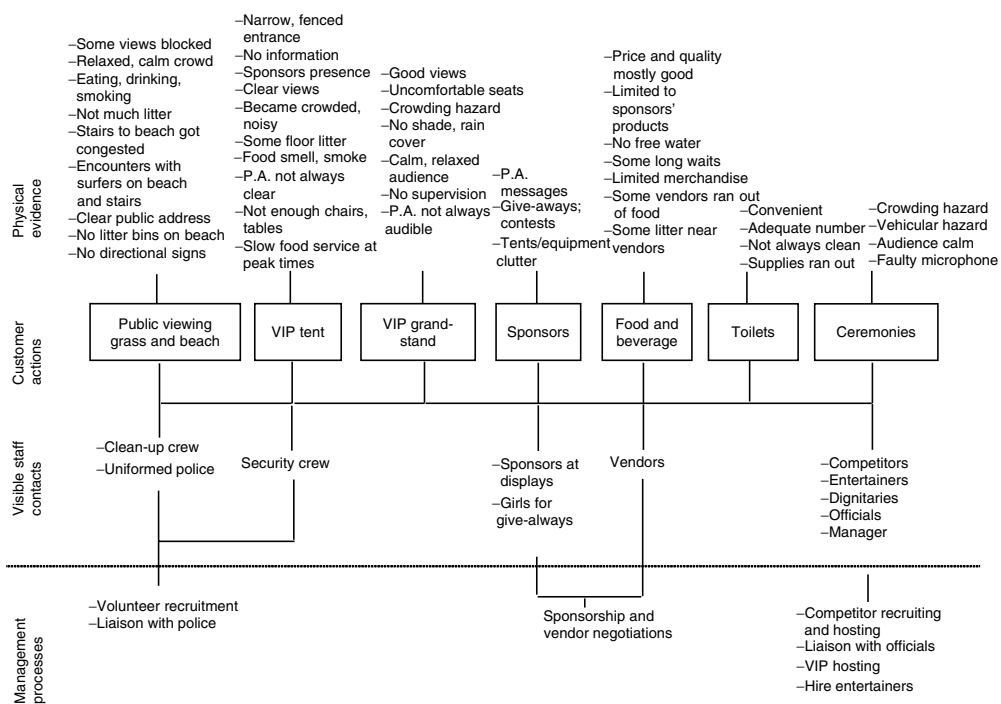 Physical
evidence
–Some views blocked
–Relaxed, calm crowd
–Eating, drinking,
smoking
–Not much litter
–Stairs to beach got
congested
–Encounters with
surfers on beach
and stairs
–Clear public address
–No litter bins on beach
–No directional signs
–Narrow, fenced
entrance
–No information
–Sponsors presence
–Clear views
–Became crowded,
noisy
–Some floor litter
–Food smell, smoke
–P.A. not always
clear
–Not enough chairs,
tables
–Slow food service at
peak times
–Good views
–Uncomfortable seats
–Crowding hazard
–No shade, rain
cover
–Calm, relaxed
audience
–No supervision
–P.A. not always
audible
–P.A.
messages
–Give-aways;
contests
–Tents/equipment
clutter
–Price and quality
mostly good
–Limited to
sponsors'
products
–No free water
–Some long waits
–Limited merchandise
–Some vendors ran out
of food
–Some litter near
vendors
–Convenient
–Adequate number
–Not always clean
–Supplies ran out
–Crowding hazard
–Vehicular hazard
–Audience calm
–Faulty microphone
Customer
actions
Public viewing
grass and beach
VIP tent
VIP grand-
stand
Sponsors
Food and
beverage
Toilets
Ceremonies
Visible staff
contacts
–Clean-up crew
–Uniformed police
Security crew
–Sponsors at
displays
–Girls for
give-always
Vendors
–Competitors
–Entertainers
–Dignitaries
–Officials
–Manager
Management
processes
–Volunteer recruitment
–Liaison with police
Sponsorship and
vendor negotiations
–Competitor recruiting
and hosting
–Liaison with officials
–VIP hosting
–Hire entertainers